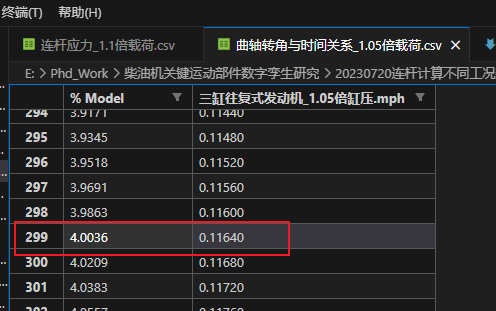 终端(T) 帮助(H)
连杆应力_1.1倍载荷.csv 曲轴转角与时间关系_1.05倍载荷.csv ×
E: > Phd_Work > 柴油机关键运动部件数字孪生研究 > 20230720连杆计算不同工况
% Model 三缸往复式发动机_1.05倍缸压.mph
294 3.9171 0.11440
295 3.9345 0.11480
296 3.9518 0.11520
297 3.9691 0.11560
298 3.9863 0.11600
299 4.0036 0.11640
300 4.0209 0.11680
301 4.0383 0.11720
302 4.0557 0.11760